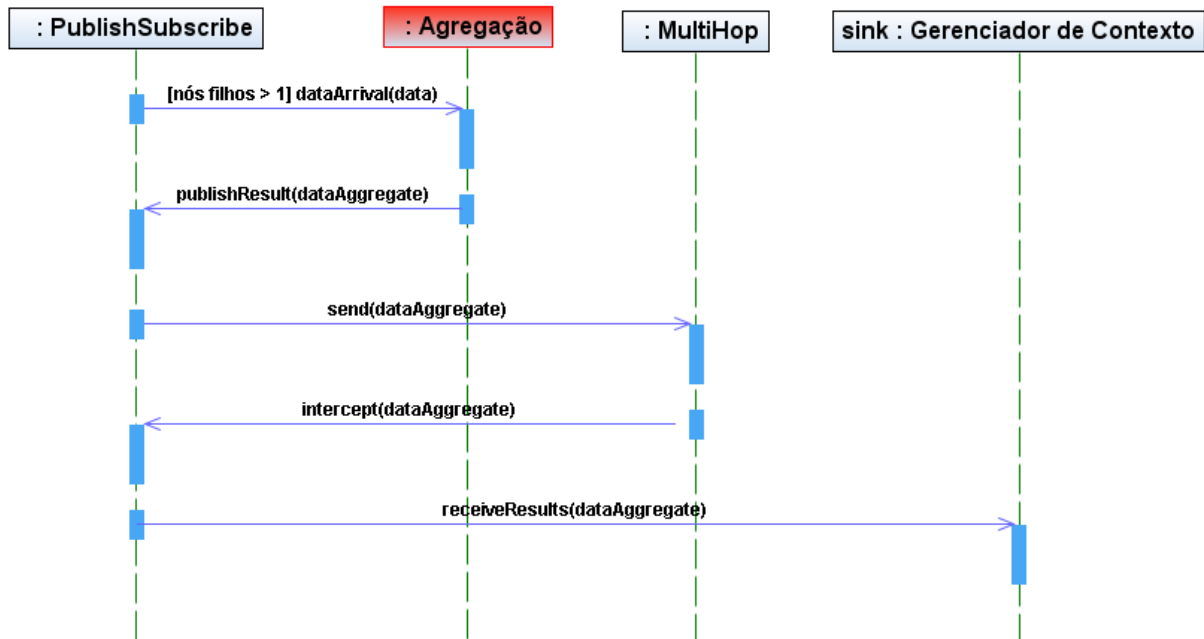 : PublishSubscribe
: Agregação
: MultiHop
sink : Gerenciador de Contexto
[nós filhos > 1] dataArrival(data)
publishResult(dataAggregate)
send(dataAggregate)
intercept(dataAggregate)
receiveResults(dataAggregate)